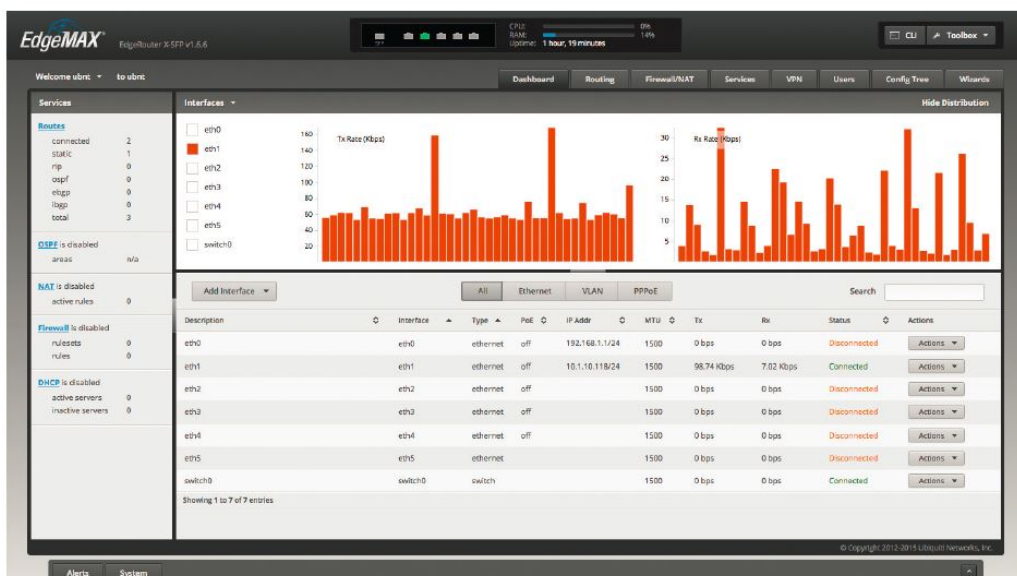 EdgeMAX EdgeRouter X-SFP v1.6.6
CPU: 0%
RAM: 14%
Uptime: 1 hour, 19 minutes
CLI Toolbox
Welcome ubnt to ubnt
Dashboard Routing Firewall/NAT Services VPN Users Config Tree Wizards
Services
Routes
connected 2
static 1
rip 0
ospf 0
ebgp 0
ibgp 0
total 3
OSPF is disabled
areas n/a
NAT is disabled
active rules 0
Firewall is disabled
rulesets 0
rules 0
DHCP is disabled
active servers 0
inactive servers 0
Interfaces Hide Distribution
eth0
eth1
eth2
eth3
eth4
eth5
switch0
Tx Rate (Kbps)
160
140
120
100
80
60
40
20
Rx Rate (Kbps)
30
25
20
15
10
5
Add Interface All Ethernet VLAN PPPoE Search
Description Interface Type PoE IP Addr MTU Tx Rx Status Actions
eth0 eth0 ethernet off 192.168.1.1/24 1500 0 bps 0 bps Disconnected Actions
eth1 eth1 ethernet off 10.1.10.118/24 1500 98.74 Kbps 7.02 Kbps Connected Actions
eth2 eth2 ethernet off 1500 0 bps 0 bps Disconnected Actions
eth3 eth3 ethernet off 1500 0 bps 0 bps Disconnected Actions
eth4 eth4 ethernet off 1500 0 bps 0 bps Disconnected Actions
eth5 eth5 ethernet 1500 0 bps 0 bps Disconnected Actions
switch0 switch0 switch 1500 0 bps 0 bps Connected Actions
Showing 1 to 7 of 7 entries
© Copyright 2012-2015 Ubiquiti Networks, Inc.
Alerts System